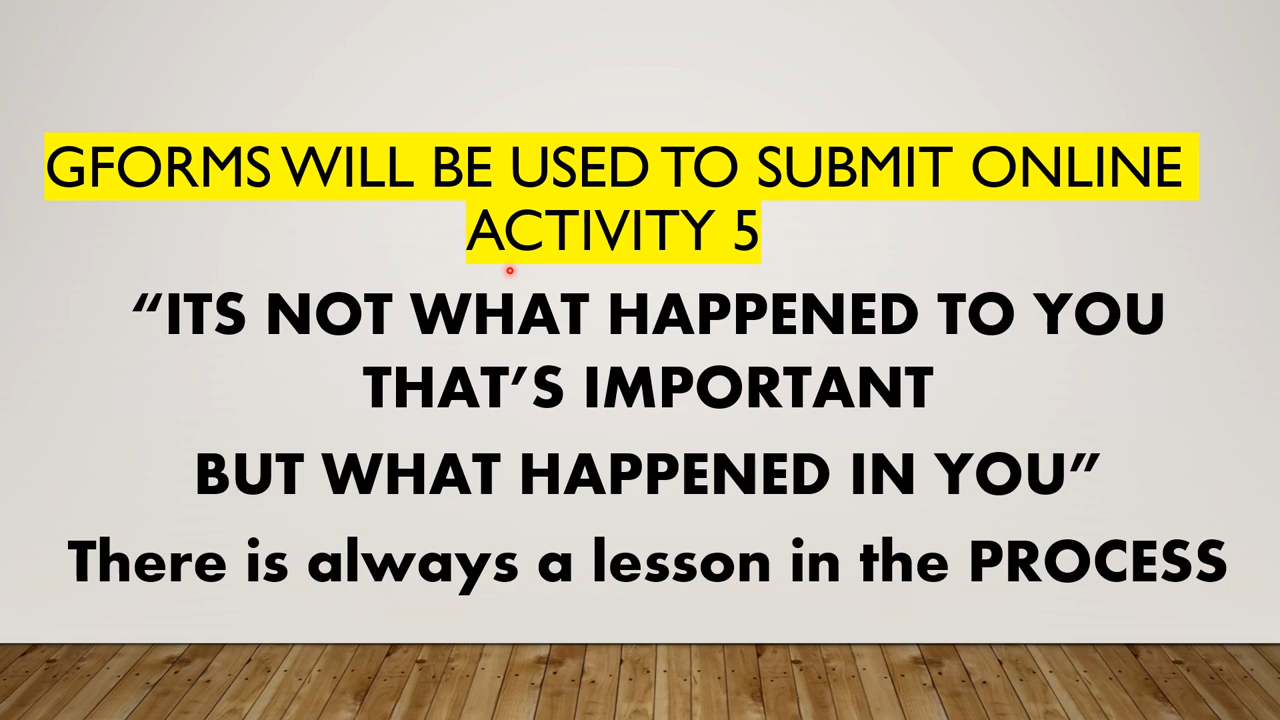 GFORMS WILL BE USED TO SUBMIT ONLINE
ACTIVITY 5
“ITS NOT WHAT HAPPENED TO YOU
THAT’S IMPORTANT
BUT WHAT HAPPENED IN YOU”
There is always a lesson in the PROCESS